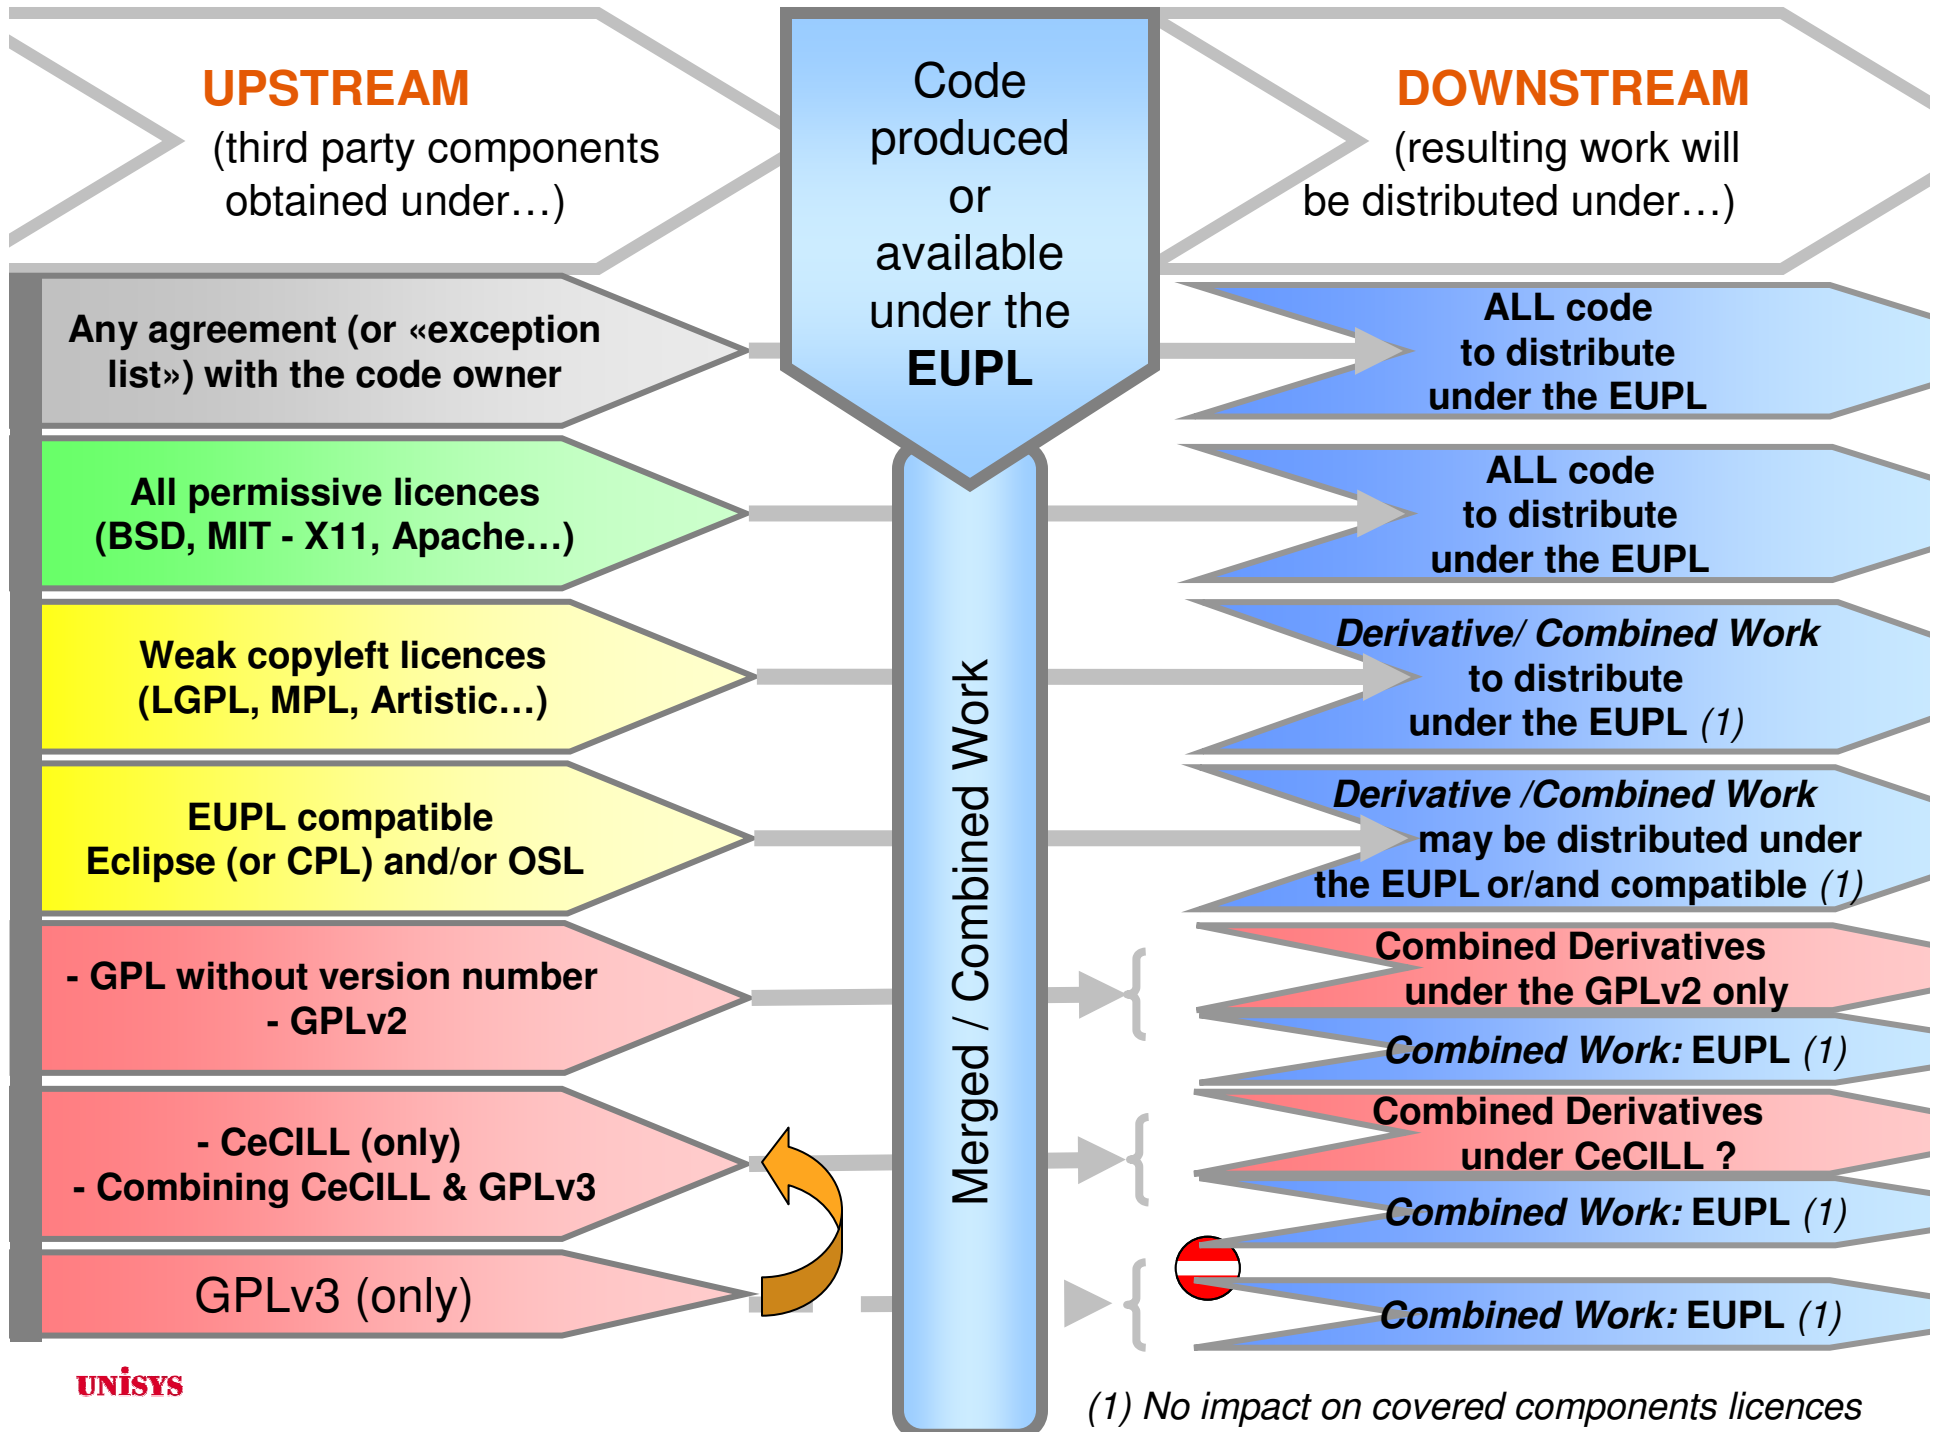 UPSTREAM
(third party components
obtained under…)
Code
produced
or
available
under the
EUPL
DOWNSTREAM
(resulting work will
be distributed under…)
Any agreement (or «exception
list») with the code owner
ALL code
to distribute
under the EUPL
All permissive licences
(BSD, MIT - X11, Apache…)
ALL code
to distribute
under the EUPL
Weak copyleft licences
(LGPL, MPL, Artistic…)
Derivative/ Combined Work
to distribute
under the EUPL (1)
EUPL compatible
Eclipse (or CPL) and/or OSL
Derivative /Combined Work
may be distributed under
the EUPL or/and compatible (1)
- GPL without version number
- GPLv2
Combined Derivatives
under the GPLv2 only
Combined Work: EUPL (1)
- CeCILL (only)
- Combining CeCILL & GPLv3
Combined Derivatives
under CeCILL ?
Combined Work: EUPL (1)
GPLv3 (only)
Combined Work: EUPL (1)
Merged / Combined Work
UNISYS
(1) No impact on covered components licences